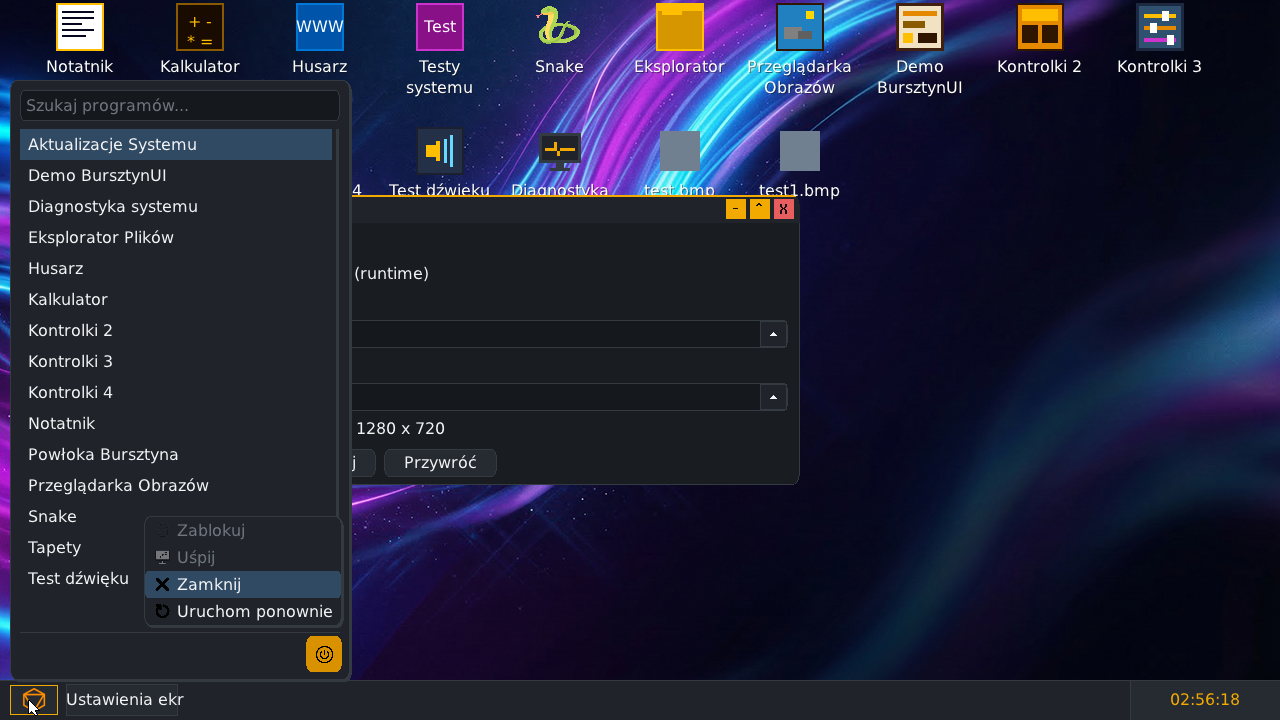 WWW
Test
Notatnik
Kalkulator
Husarz
Testy
systemu
Snake
Eksplorator
Przeglądarka
Obrazów
Demo
BursztynUI
Kontrolki 2
Kontrolki 3
4
Test dźwięku
Diagnostyka
test.bmp
test1.bmp
Szukaj programów...
Aktualizacje Systemu
Demo BursztynUI
Diagnostyka systemu
Eksplorator Plików
Husarz
Kalkulator
Kontrolki 2
Kontrolki 3
Kontrolki 4
Notatnik
Powłoka Bursztyna
Przeglądarka Obrazów
Snake
Tapety
Test dźwięku
Zablokuj
Uśpij
Zamknij
Uruchom ponownie
(runtime)
1280 x 720
j
Przywróć
Ustawienia ekr
02:56:18